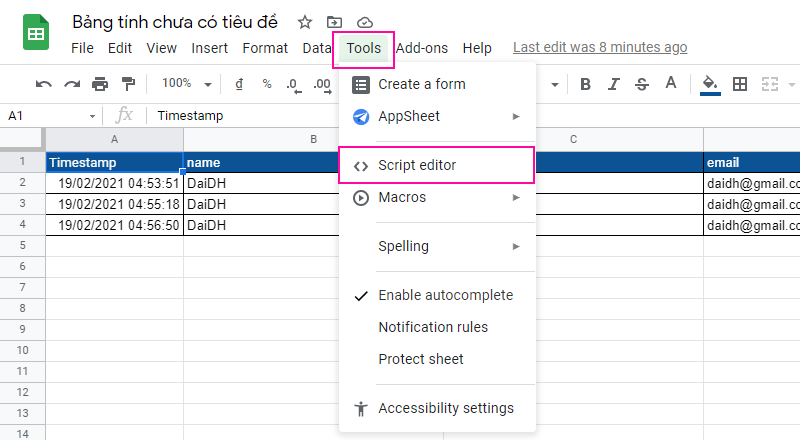 Bảng tính chưa có tiêu đề
File Edit View Insert Format Data Tools Add-ons Help Last edit was 8 minutes ago
100% đ % .0 .00 B I S A
A1 fx Timestamp
A B C
1 Timestamp name email
2 19/02/2021 04:53:51 DaiDH daidh@gmail.co
3 19/02/2021 04:55:18 DaiDH daidh@gmail.co
4 19/02/2021 04:56:50 DaiDH daidh@gmail.co
5
6
7
8
9
10
11
12
13
14
Create a form
AppSheet
Script editor
Macros
Spelling
Enable autocomplete
Notification rules
Protect sheet
Accessibility settings